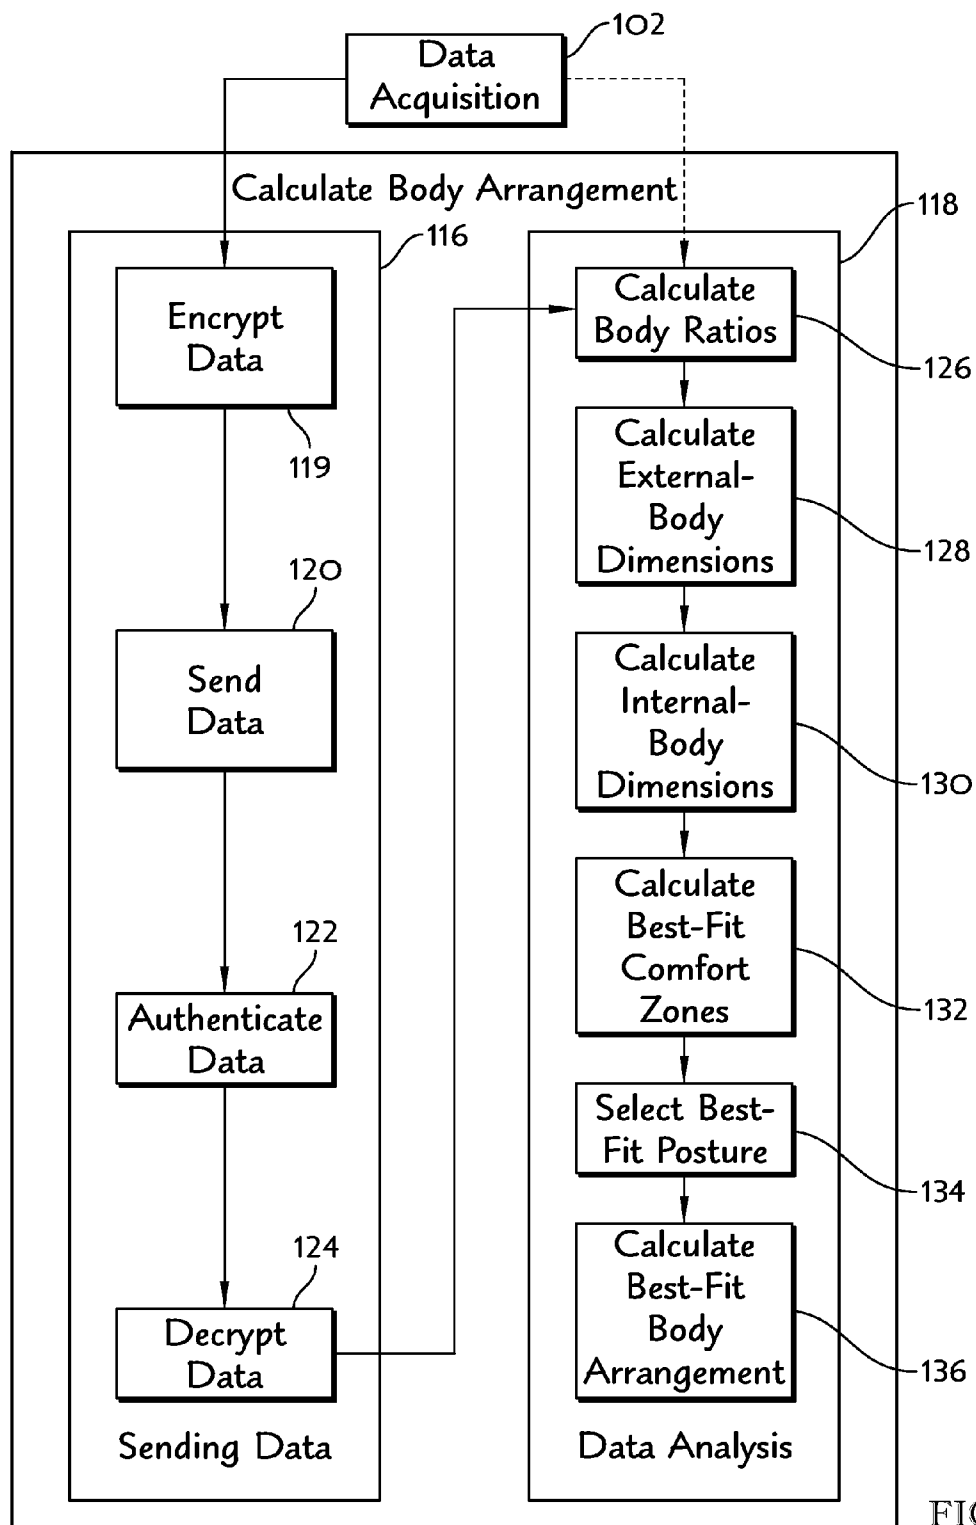 102
Data
Acquisition
Calculate Body Arrangement
116
Encrypt
Data
119
120
Send
Data
122
Authenticate
Data
124
Decrypt
Data
Sending Data
118
Calculate
Body Ratios
126
Calculate
External-
Body
Dimensions
128
Calculate
Internal-
Body
Dimensions
130
Calculate
Best-Fit
Comfort
Zones
132
Select Best-
Fit Posture
134
Calculate
Best-Fit
Body
Arrangement
136
Data Analysis
FIG